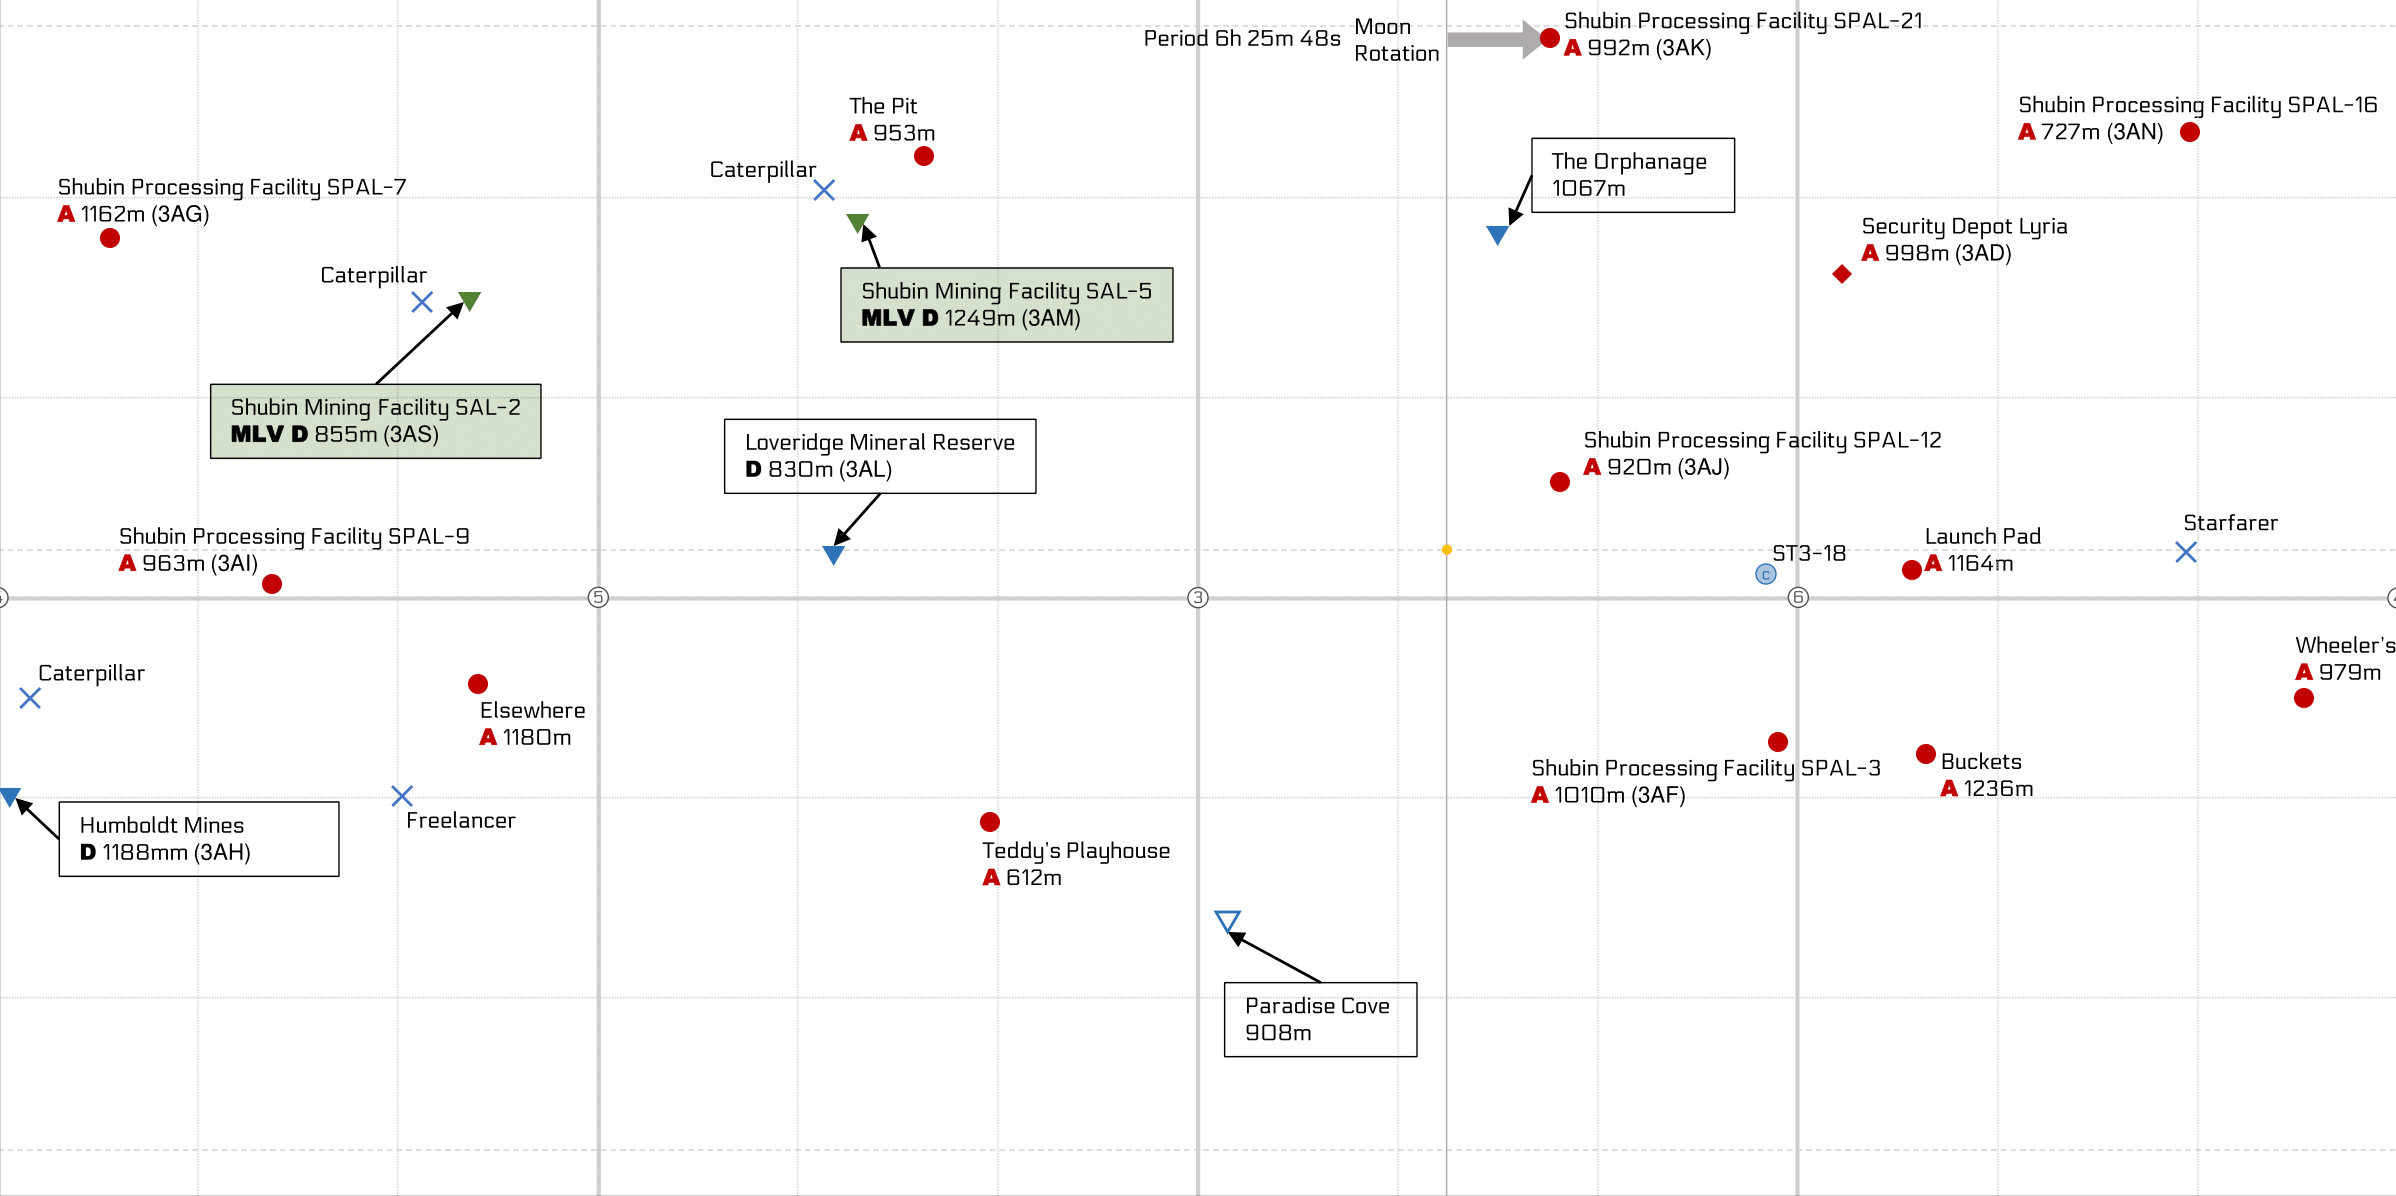 Shubin Processing Facility SPAL-21
A 992m (3AK)
Period 6h 25m 48s
Moon
Rotation
The Pit
A 953m
Shubin Processing Facility SPAL-16
A 727m (3AN)
Caterpillar
The Orphanage
1067m
Shubin Processing Facility SPAL-7
A 1162m (3AG)
Security Depot Lyria
A 998m (3AD)
Caterpillar
Shubin Mining Facility SAL-5
MLV D 1249m (3AM)
Shubin Mining Facility SAL-2
MLV D 855m (3AS)
Loveridge Mineral Reserve
D 830m (3AL)
Shubin Processing Facility SPAL-12
A 920m (3AJ)
Shubin Processing Facility SPAL-9
A 963m (3AI)
ST3-18
C
Launch Pad
A 1164m
Starfarer
5
3
6
Wheeler's
A 979m
Caterpillar
Elsewhere
A 1180m
Shubin Processing Facility SPAL-3
A 1010m (3AF)
Buckets
A 1236m
Humboldt Mines
D 1188mm (3AH)
Freelancer
Teddy's Playhouse
A 612m
Paradise Cove
908m